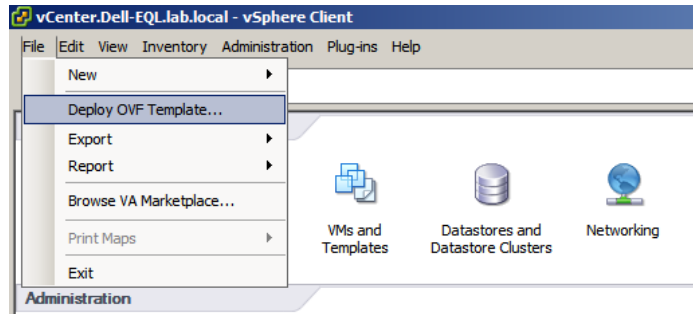 vCenter.Dell-EQL.lab.local - vSphere Client
File Edit View Inventory Administration Plug-ins Help
New
Deploy OVF Template...
Export
Report
Browse VA Marketplace...
Print Maps
Exit
VMs and
Templates
Datastores and
Datastore Clusters
Networking
Administration